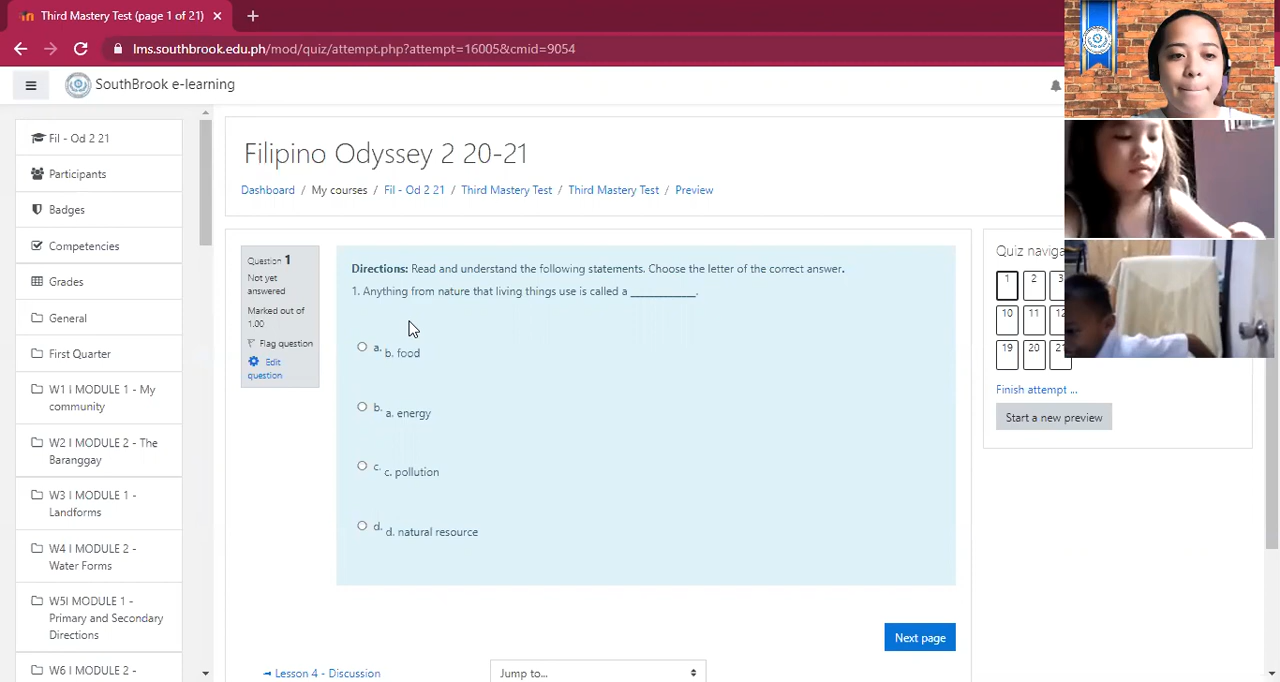 Third Mastery Test (page 1 of 21)
lms.southbrook.edu.ph/mod/quiz/attempt.php?attempt=16005&cmid=9054
SouthBrook e-learning
Fil - Od 2 21
Participants
Badges
Competencies
Grades
General
First Quarter
W1 I MODULE 1 - My
community
W2 I MODULE 2 - The
Baranggay
W3 I MODULE 1 -
Landforms
W4 I MODULE 2 -
Water Forms
W5I MODULE 1 -
Primary and Secondary
Directions
W6 I MODULE 2 -
Filipino Odyssey 2 20-21
Dashboard / My courses / Fil - Od 2 21 / Third Mastery Test / Third Mastery Test / Preview
Question 1
Not yet
answered
Marked out of
1.00
Flag question
Edit
question
Directions: Read and understand the following statements. Choose the letter of the correct answer.
1. Anything from nature that living things use is called a ___________.
a. b. food
b. a. energy
c. c. pollution
d. d. natural resource
Next page
Lesson 4 - Discussion
Jump to...
Quiz naviga
1 2 3
10 11 12
19 20 21
Finish attempt ...
Start a new preview